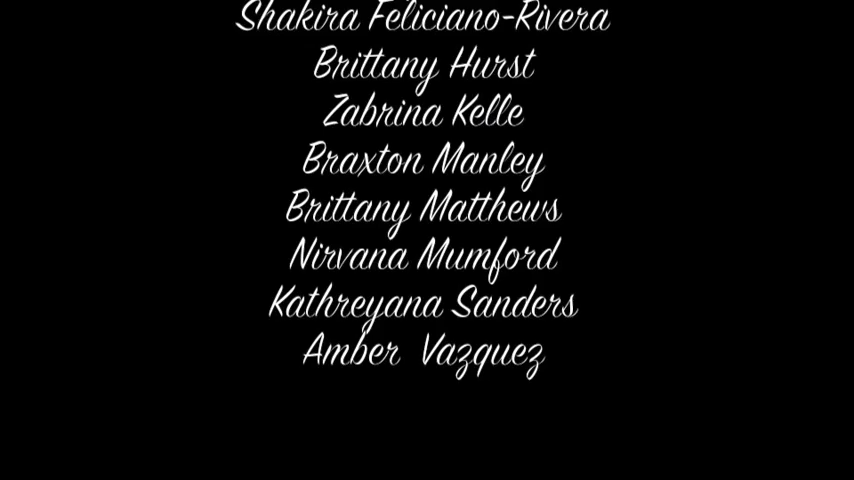 Shakira Feliciano-Rivera
Brittany Hurst
Zabrina Kelle
Braxton Manley
Brittany Matthews
Nirvana Mumford
Kathreyana Sanders
Amber Vazquez